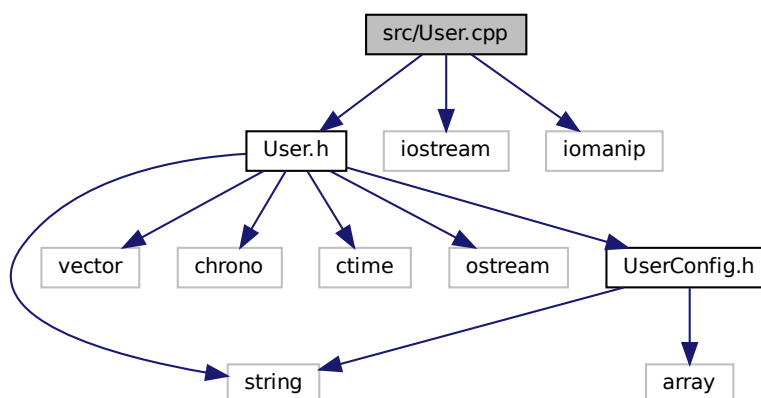 src/User.cpp
User.h
iostream
iomanip
vector
chrono
ctime
ostream
UserConfig.h
string
array